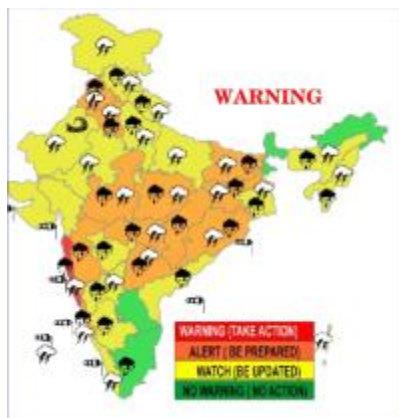 WARNING
WARNING (TAKE ACTION)
ALERT ( BE PREPARED)
WATCH (BE UPDATED)
NO WARNING ( NO ACTION)